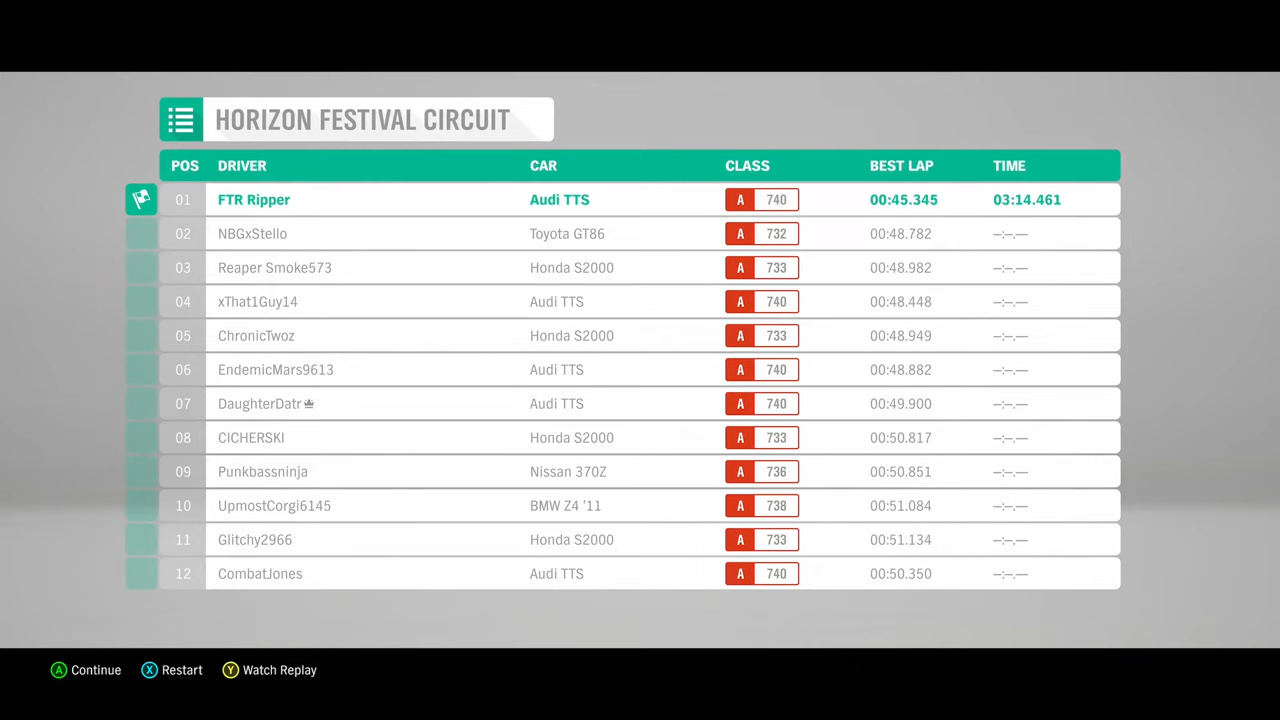 HORIZON FESTIVAL CIRCUIT
POS DRIVER CAR CLASS BEST LAP TIME
01 FTR Ripper Audi TTS A 740 00:45.345 03:14.461
02 NBGxStello Toyota GT86 A 732 00:48.782 --:--.---
03 Reaper Smoke573 Honda S2000 A 733 00:48.982 --:--.---
04 xThat1Guy14 Audi TTS A 740 00:48.448 --:--.---
05 ChronicTwoz Honda S2000 A 733 00:48.949 --:--.---
06 EndemicMars9613 Audi TTS A 740 00:48.882 --:--.---
07 DaughterDatr Audi TTS A 740 00:49.900 --:--.---
08 CICHERSKI Honda S2000 A 733 00:50.817 --:--.---
09 Punkbassninja Nissan 370Z A 736 00:50.851 --:--.---
10 UpmostCorgi6145 BMW Z4 '11 A 738 00:51.084 --:--.---
11 Glitchy2966 Honda S2000 A 733 00:51.134 --:--.---
12 CombatJones Audi TTS A 740 00:50.350 --:--.---
A Continue X Restart Y Watch Replay